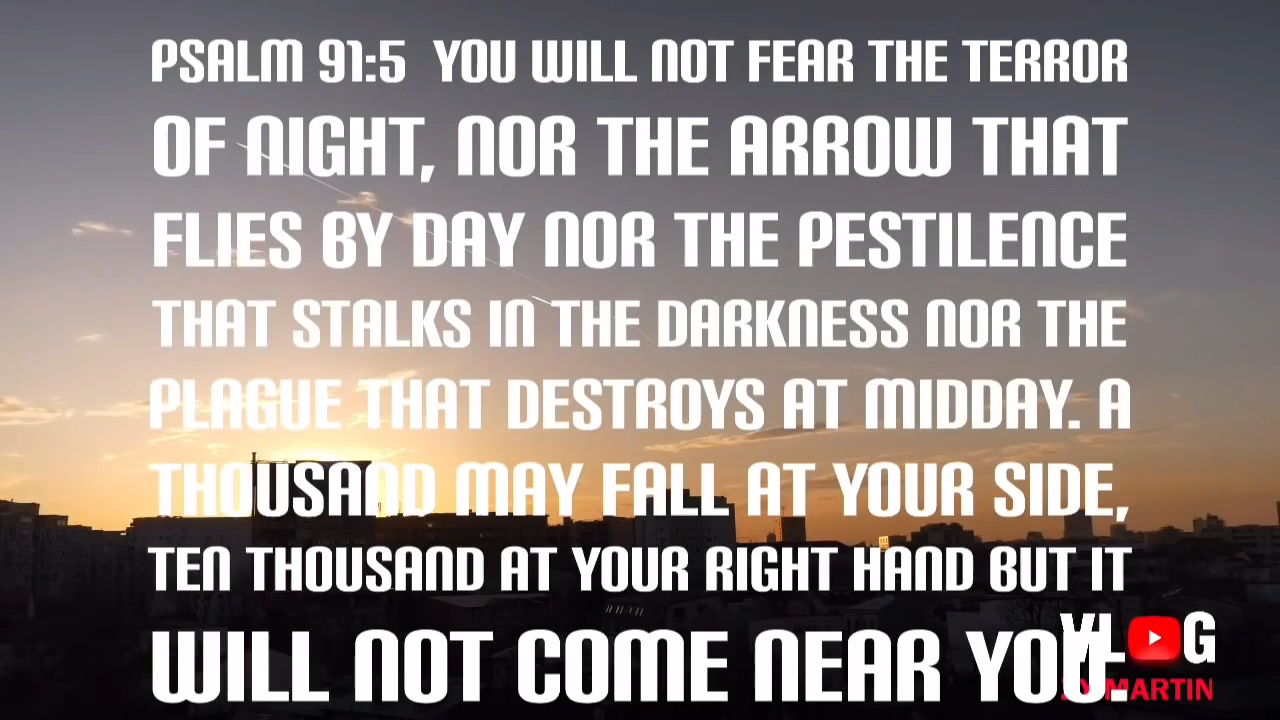 PSALM 91:5 YOU WILL NOT FEAR THE TERROR
OF NIGHT, NOR THE ARROW THAT
FLIES BY DAY NOR THE PESTILENCE
THAT STALKS IN THE DARKNESS NOR THE
PLAGUE THAT DESTROYS AT MIDDAY. A
THOUSAND MAY FALL AT YOUR SIDE,
TEN THOUSAND AT YOUR RIGHT HAND BUT IT
WILL NOT COME NEAR YOU.
VLOG
MARTIN